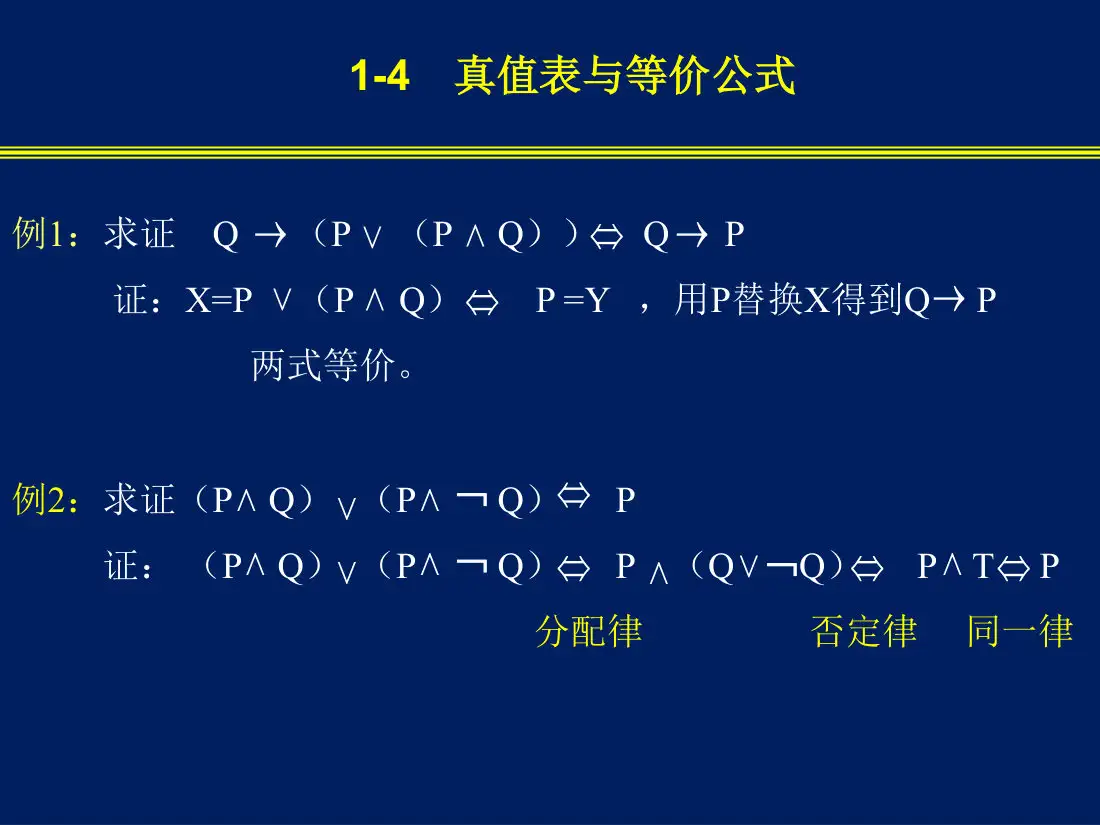 1-4 真值表与等价公式
例1：求证 Q →（P ∨ （P ∧ Q））⇔ Q → P
证：X=P ∨（P ∧ Q）⇔ P =Y ，用P替换X得到Q→ P
两式等价。
例2：求证（P∧ Q）∨（P∧ ¬ Q）⇔ P
证： （P∧ Q）∨（P∧ ¬ Q）⇔ P ∧（Q∨¬Q）⇔ P∧ T⇔ P
分配律 否定律 同一律